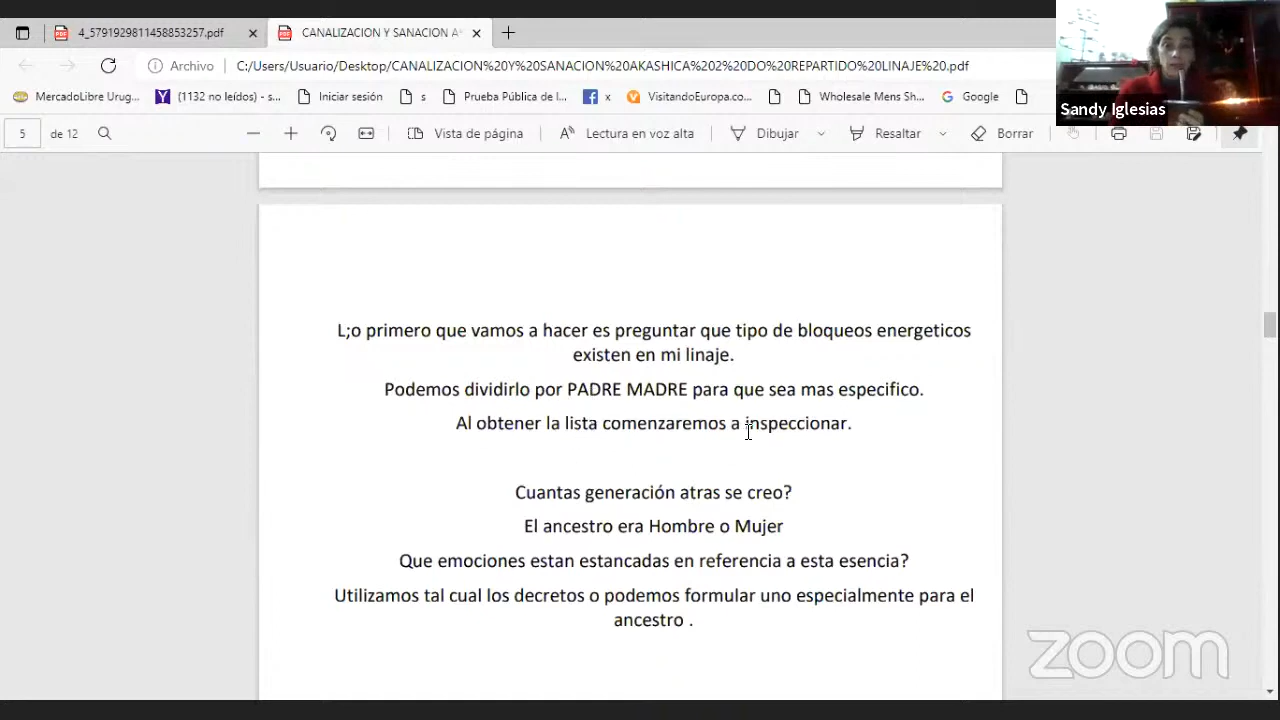 4_5791929811458853257.pdf
CANALIZACION Y SANACION A
Archivo
C:/Users/Usuario/Desktop/CANALIZACION%20Y%20SANACION%20AKASHICA%202%20DO%20REPARTIDO%20LINAJE%20.pdf
MercadoLibre Urug...
(1132 no leídos) - s...
Iniciar sesión
s
Prueba Pública de I...
x
VisitandoEuropa.co...
Wholesale Mens Sh...
Google
Sandy Iglesias
5 de 12
Vista de página
Lectura en voz alta
Dibujar
Resaltar
Borrar
L;o primero que vamos a hacer es preguntar que tipo de bloqueos energeticos
existen en mi linaje.
Podemos dividirlo por PADRE MADRE para que sea mas especifico.
Al obtener la lista comenzaremos a inspeccionar.
Cuantas generación atras se creo?
El ancestro era Hombre o Mujer
Que emociones estan estancadas en referencia a esta esencia?
Utilizamos tal cual los decretos o podemos formular uno especialmente para el
ancestro .
zoom